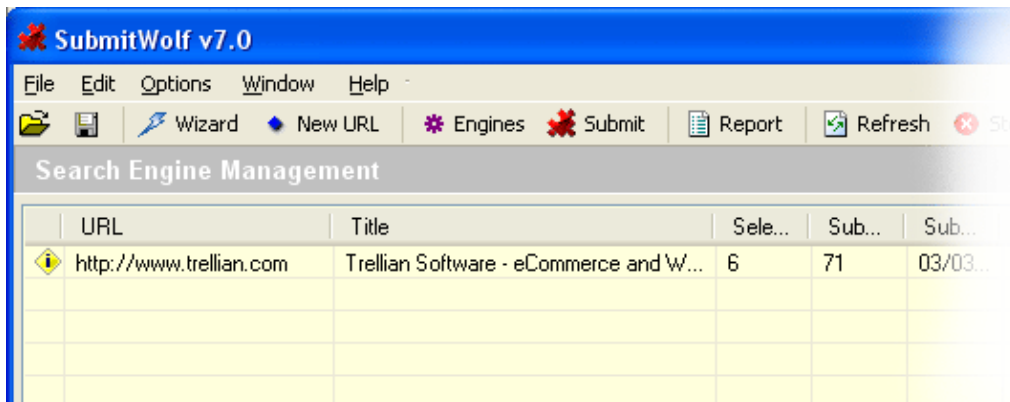 SubmitWolf v7.0
File Edit Options Window Help
Wizard New URL Engines Submit Report Refresh St
Search Engine Management
URL Title Sele... Sub... Sub...
http://www.trellian.com Trellian Software - eCommerce and W... 6 71 03/03...